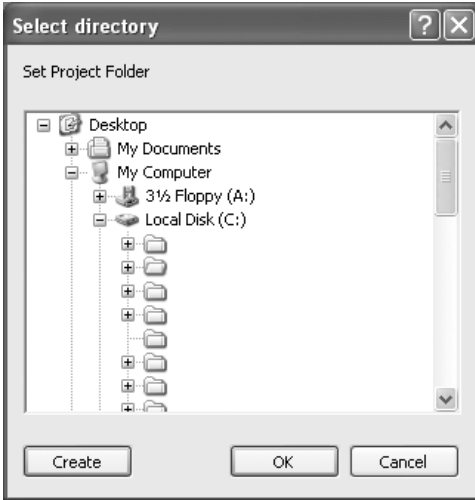 Select directory
Set Project Folder
Desktop
My Documents
My Computer
3½ Floppy (A:)
Local Disk (C:)
Create OK Cancel